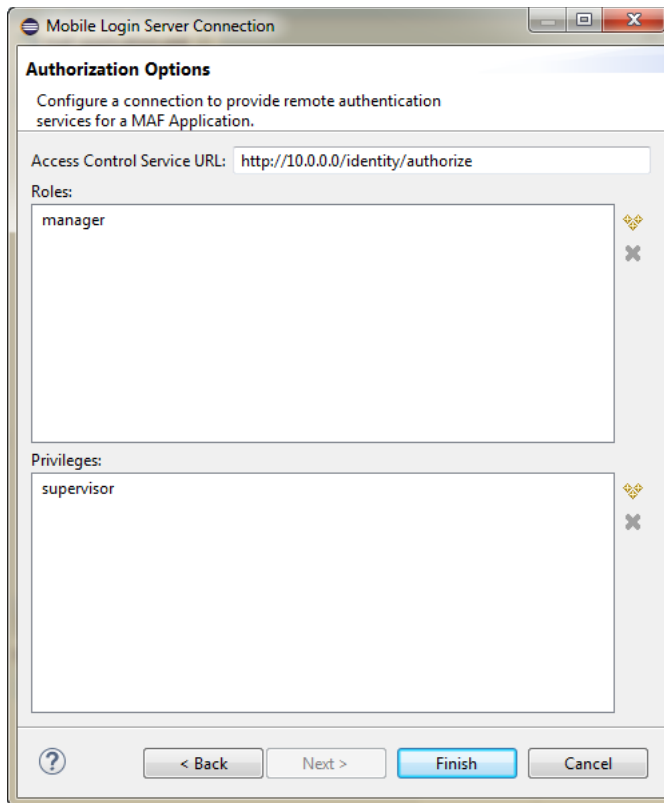 Mobile Login Server Connection
Authorization Options
Configure a connection to provide remote authentication
services for a MAF Application.
Access Control Service URL: http://10.0.0.0/identity/authorize
Roles:
manager
Privileges:
supervisor
? < Back Next > Finish Cancel